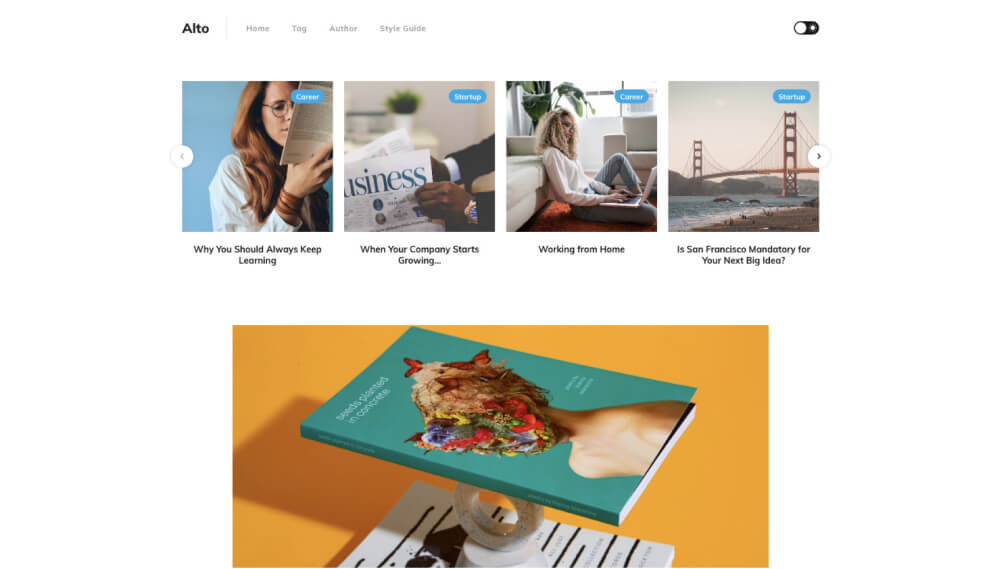 Alto
Home
Tag
Author
Style Guide
Career
Startup
Career
Startup
usiness
Why You Should Always Keep
Learning
When Your Company Starts
Growing...
Working from Home
Is San Francisco Mandatory for
Your Next Big Idea?
seeds planted
in concrete